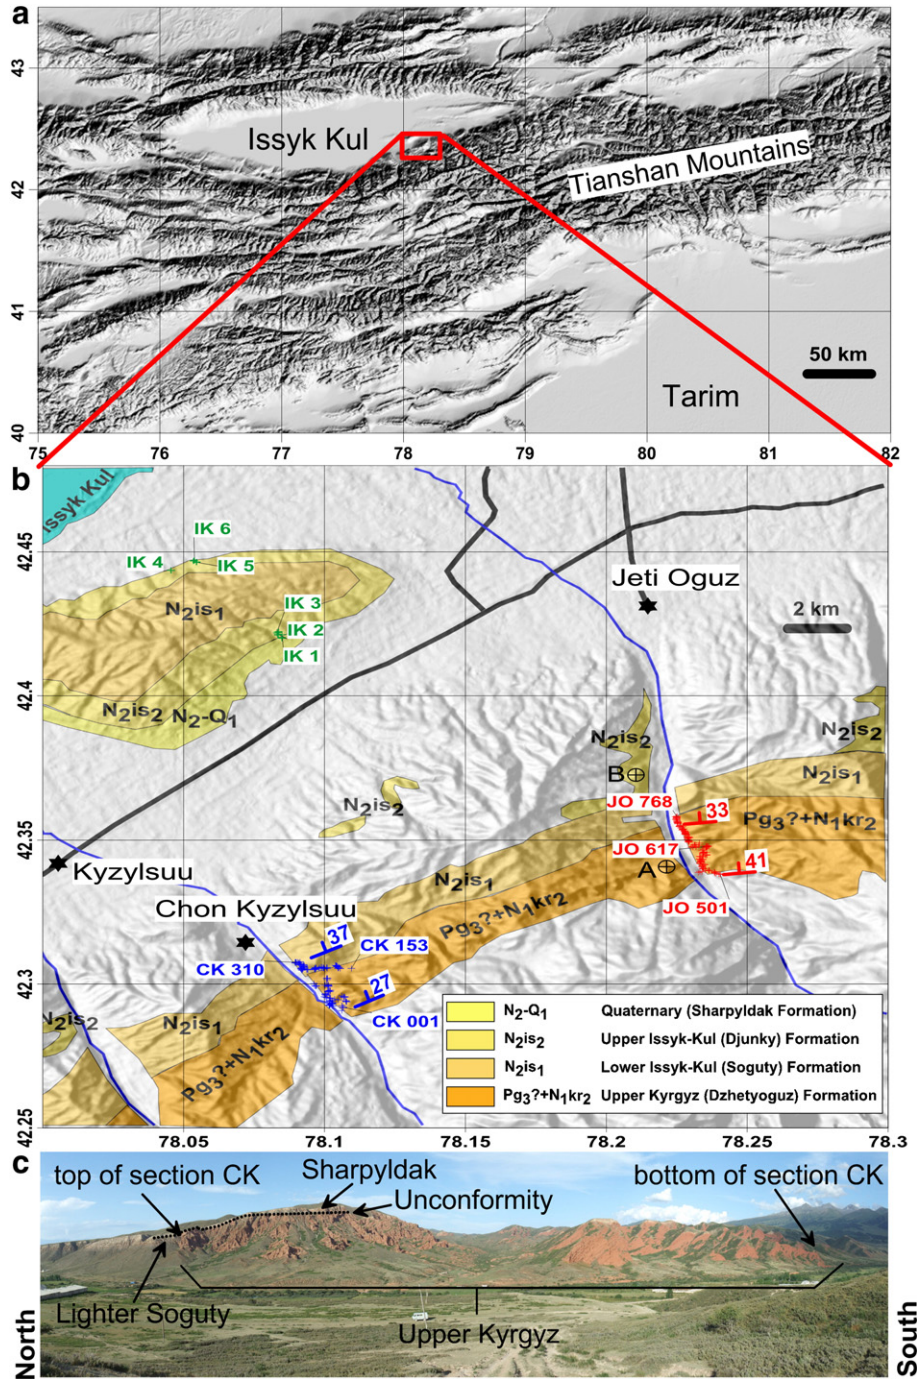 a
43
42
41
40
Issyk Kul
Tianshan Mountains
50 km
Tarim
75 76 77 78 79 80 81 82
b
Issyk Kul
IK 6
IK 4
IK 5
42.45
Jeti Oguz
N2is1
IK 3
IK 2
IK 1
2 km
42.4
N2is2 N2-Q1
N2is2
N2is2
B
N2is1
N2is2
JO 768
33
Pg3?+N1kr2
42.35
JO 617
Kyzylsuu
N2is1
A
41
JO 501
Chon Kyzylsuu
Pg3?+N1kr2
37
CK 153
CK 310
42.3
27
CK 001
N2is2
N2is1
Pg3?+N1kr2
N2-Q1 Quaternary (Sharpyldak Formation)
N2is2 Upper Issyk-Kul (Djunky) Formation
N2is1 Lower Issyk-Kul (Soguty) Formation
Pg3?+N1kr2 Upper Kyrgyz (Dzhetyoguz) Formation
42.25
78.05 78.1 78.15 78.2 78.25 78.3
c
top of section CK
Sharpyldak
Unconformity
bottom of section CK
Lighter Soguty
Upper Kyrgyz
North
South